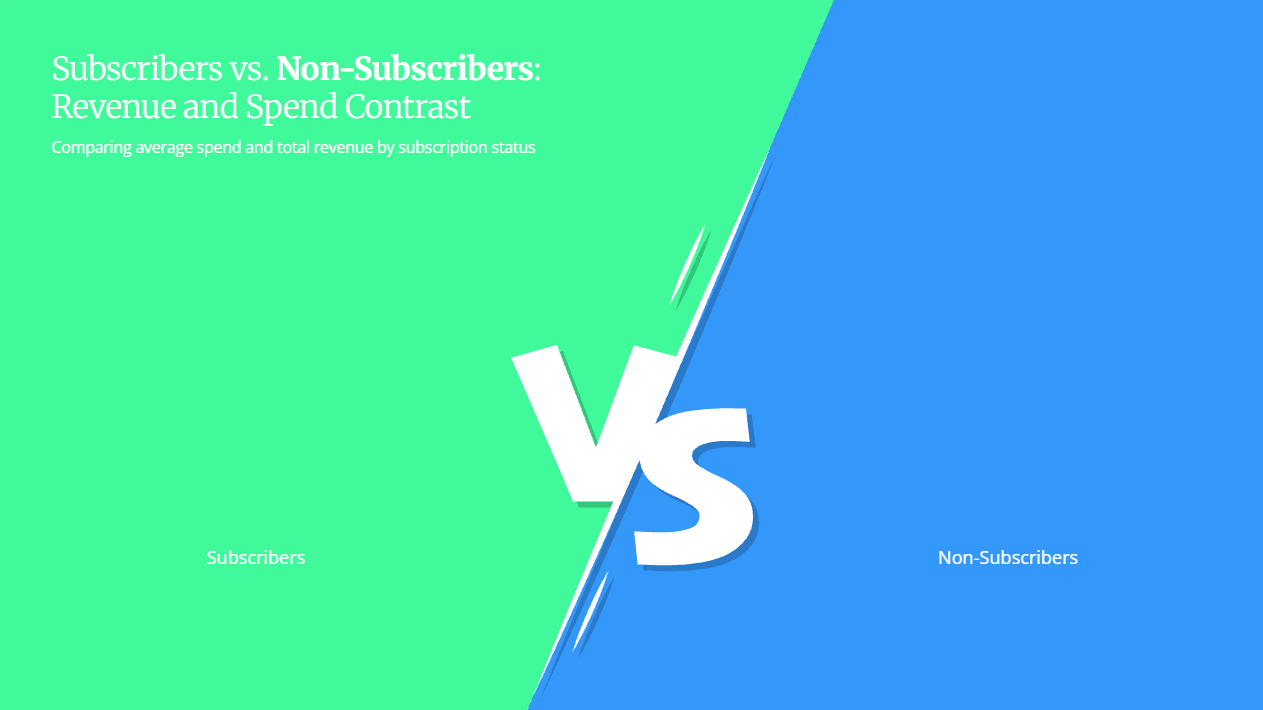 Subscribers vs. Non-Subscribers:
Revenue and Spend Contrast
Comparing average spend and total revenue by subscription status
VS
Subscribers
Non-Subscribers